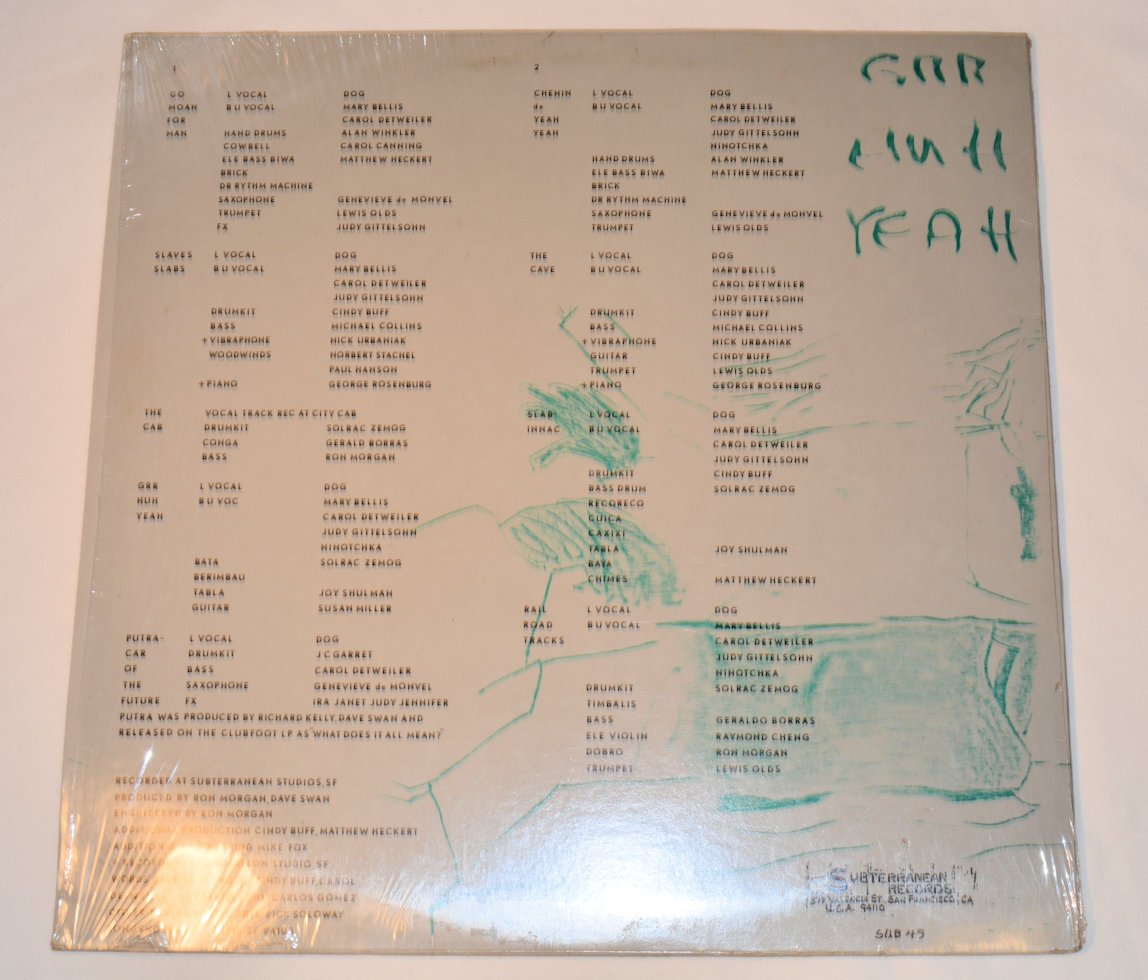 1
GO L VOCAL DOG
MOAN B U VOCAL MARY BELLIS
FOR CAROL DETWEILER
MAN HAND DRUMS ALAN WINKLER
COWBELL CAROL CANNING
ELE BASS BIWA MATTHEW HECKERT
BRICK
DR RYTHM MACHINE
SAXOPHONE GENEVIEVE de MONVEL
TRUMPET LEWIS OLDS
FX JUDY GITTELSOHN
SLAVES L VOCAL DOG
SLABS B U VOCAL MARY BELLIS
CAROL DETWEILER
JUDY GITTELSOHN
DRUMKIT CINDY BUFF
BASS MICHAEL COLLINS
+ VIBRAPHONE NICK URBANIAK
WOODWINDS NORBERT STACHEL
PAUL HANSON
+ PIANO GEORGE ROSENBURG
THE VOCAL TRACK REC AT CITY CAB
CAB DRUMKIT SOLRAC ZEMOG
CONGA GERALD BORRAS
BASS RON MORGAN
GRR L VOCAL DOG
HUH B U VOC MARY BELLIS
YEAH CAROL DETWEILER
JUDY GITTELSOHN
NINOTCHKA
BATA SOLRAC ZEMOG
BERIMBAU
TABLA JOY SHULMAN
GUITAR SUSAN MILLER
PUTRA- L VOCAL DOG
CAR DRUMKIT J C GARRET
OF BASS CAROL DETWEILER
THE SAXOPHONE GENEVIEVE de MONVEL
FUTURE FX IRA JANET JUDY JENNIFER
PUTRA WAS PRODUCED BY RICHARD KELLY, DAVE SWAN AND
RELEASED ON THE CLUBFOOT LP AS "WHAT DOES IT ALL MEAN?"
RECORDED AT SUBTERRANEAN STUDIOS, SF
PRODUCED BY RON MORGAN, DAVE SWAN
ENGINEERED BY RON MORGAN
ADDITIONAL PRODUCTION CINDY BUFF, MATTHEW HECKERT
MIKE FOX
STUDIO, SF
CINDY BUFF, CAROL
CARLOS GOMEZ
RICK SOLOWAY
2
CHENIN L VOCAL DOG
de B U VOCAL MARY BELLIS
YEAH CAROL DETWEILER
YEAH JUDY GITTELSOHN
NINOTCHKA
HAND DRUMS ALAN WINKLER
ELE BASS BIWA MATTHEW HECKERT
BRICK
DR RYTHM MACHINE
SAXOPHONE GENEVIEVE de MONVEL
TRUMPET LEWIS OLDS
THE L VOCAL DOG
CAVE B U VOCAL MARY BELLIS
CAROL DETWEILER
JUDY GITTELSOHN
DRUMKIT CINDY BUFF
BASS MICHAEL COLLINS
+ VIBRAPHONE NICK URBANIAK
GUITAR CINDY BUFF
TRUMPET LEWIS OLDS
+ PIANO GEORGE ROSENBURG
SLAB- L VOCAL DOG
INNAC B U VOCAL MARY BELLIS
CAROL DETWEILER
JUDY GITTELSOHN
DRUMKIT CINDY BUFF
BASS DRUM SOLRAC ZEMOG
RECORECO
CUICA
CAXIXI
TABLA JOY SHULMAN
BAYA
CHIMES MATTHEW HECKERT
RAIL L VOCAL DOG
ROAD B U VOCAL MARY BELLIS
TRACKS CAROL DETWEILER
JUDY GITTELSOHN
NINOTCHKA
DRUMKIT SOLRAC ZEMOG
TIMBALIS
BASS GERALDO BORRAS
ELE VIOLIN RAYMOND CHENG
DOBRO RON MORGAN
TRUMPET LEWIS OLDS
GRR
HUH
YEAH
SUBTERRANEAN
RECORDS
VALENCIA ST. SAN FRANCISCO, CA
U.S.A. 94110
SUB 45